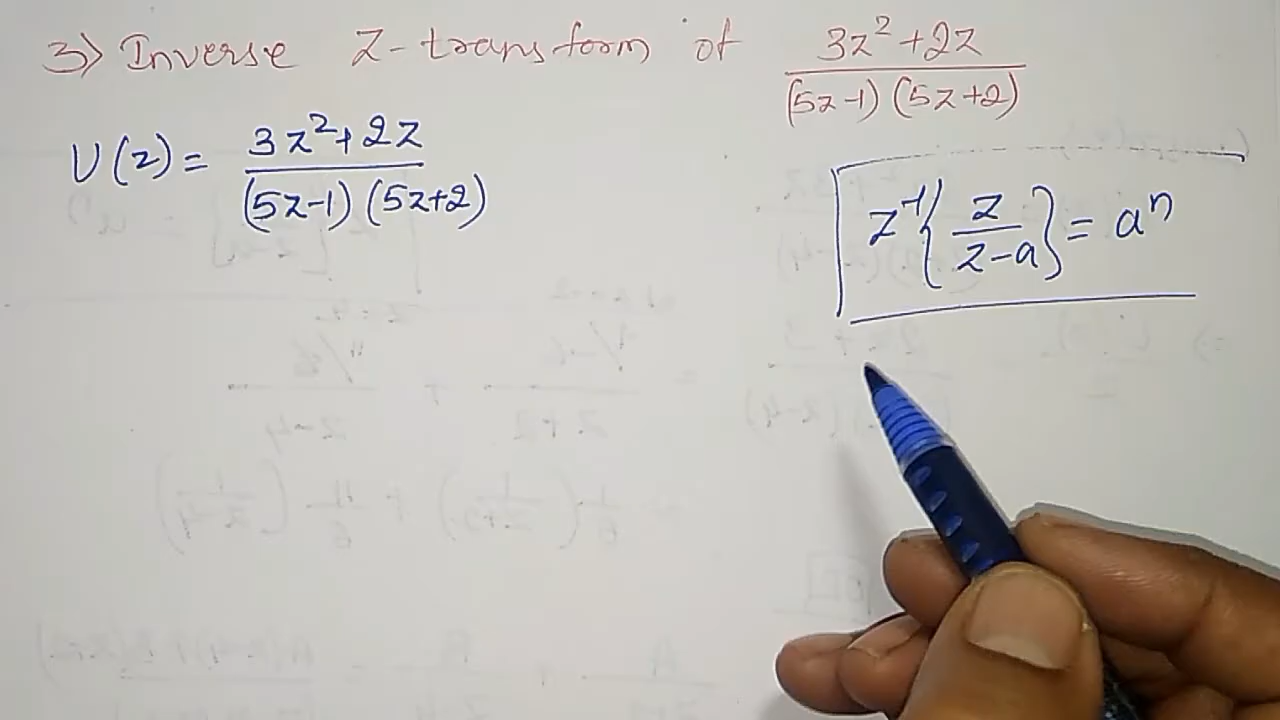 3) Inverse Z-transform of (3z² + 2z) / ((5z-1) (5z+2))
U(z) = (3z² + 2z) / ((5z-1) (5z+2))
z⁻¹{z / (z-a)} = aⁿ